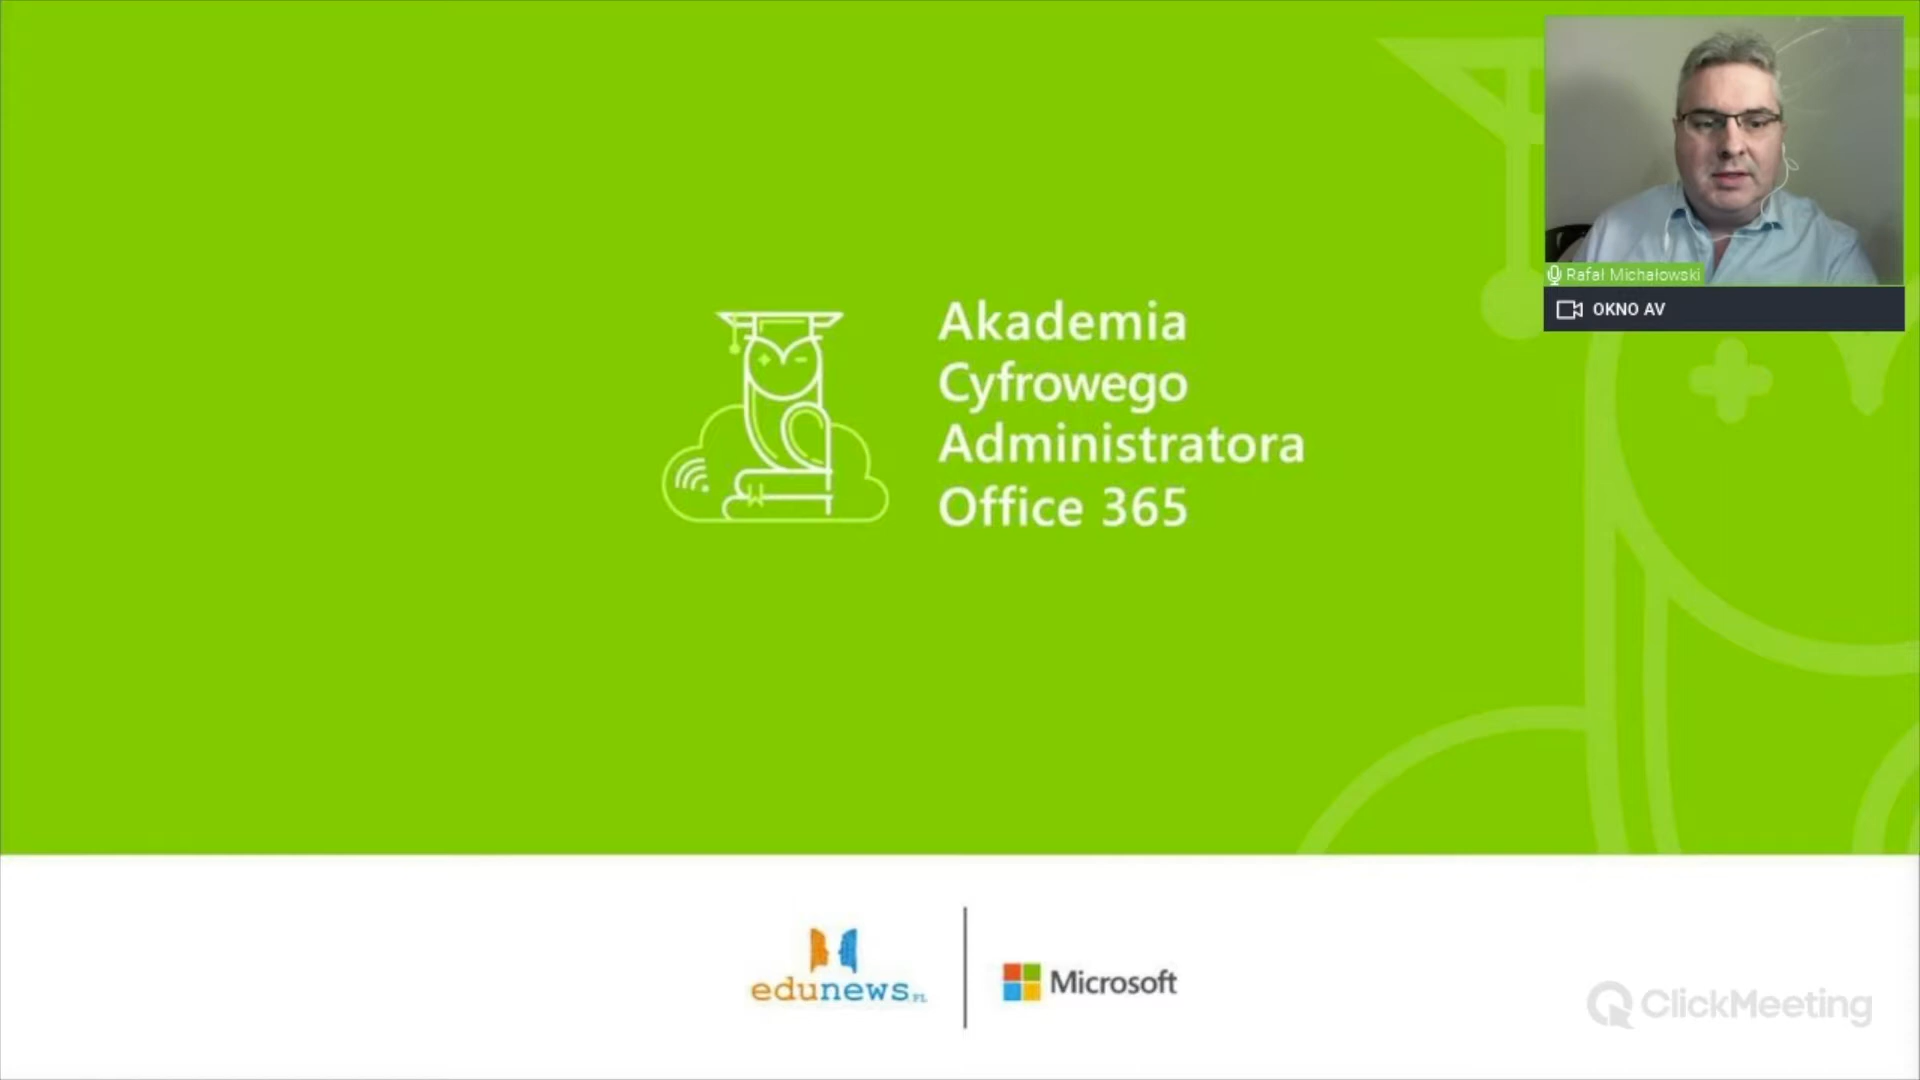 Rafał Michałowski
OKNO AV
Akademia
Cyfrowego
Administratora
Office 365
edunews.PL
Microsoft
ClickMeeting